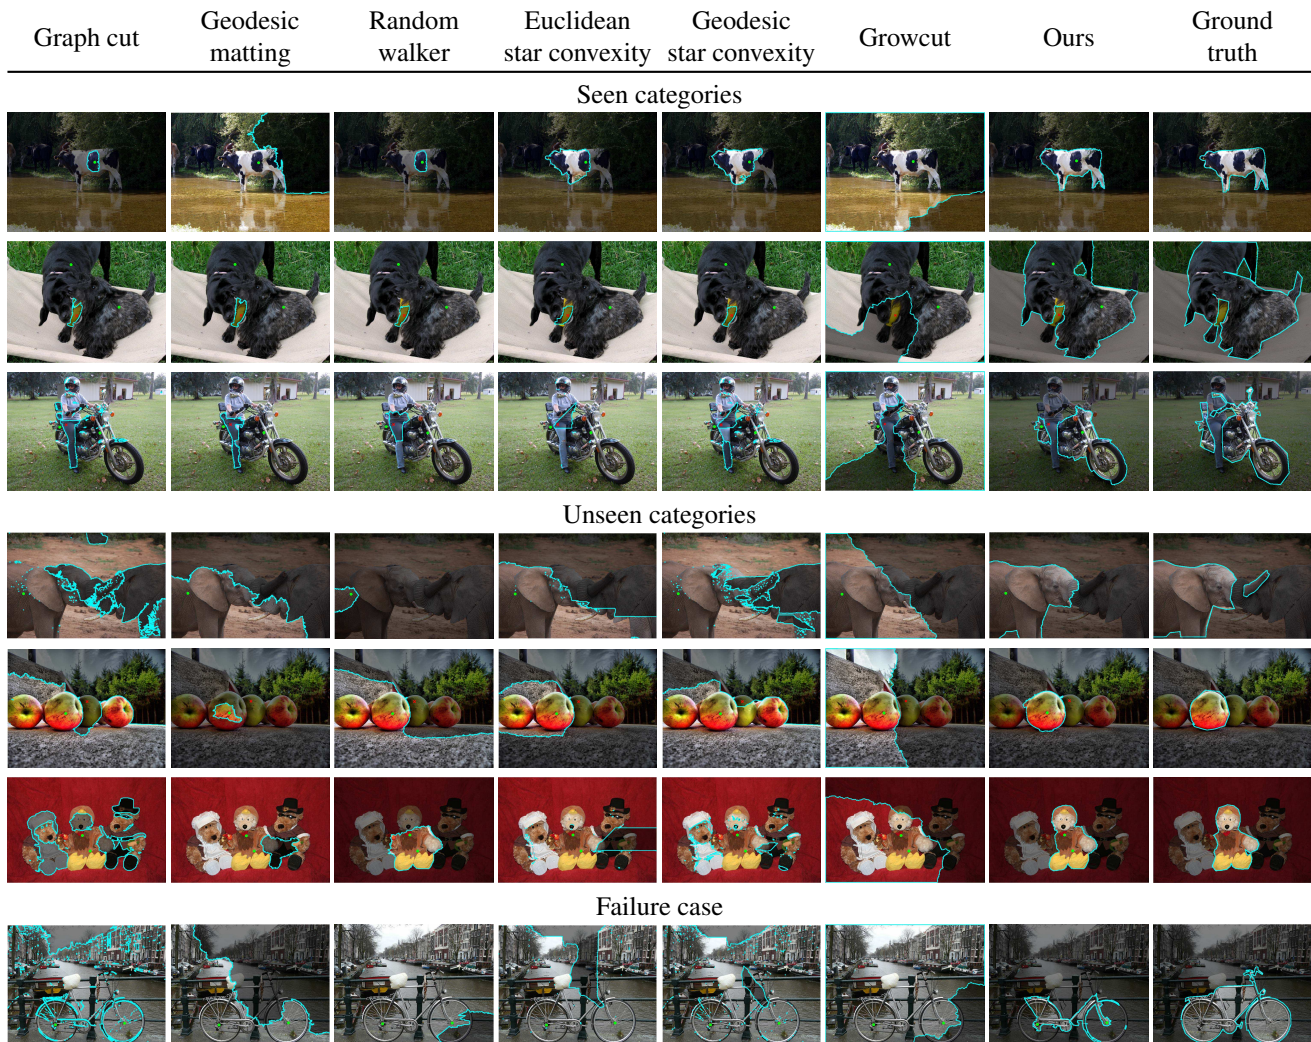 Graph cut
Geodesic
matting
Random
walker
Euclidean
star convexity
Geodesic
star convexity
Growcut
Ours
Ground
truth
Seen categories
Unseen categories
Failure case